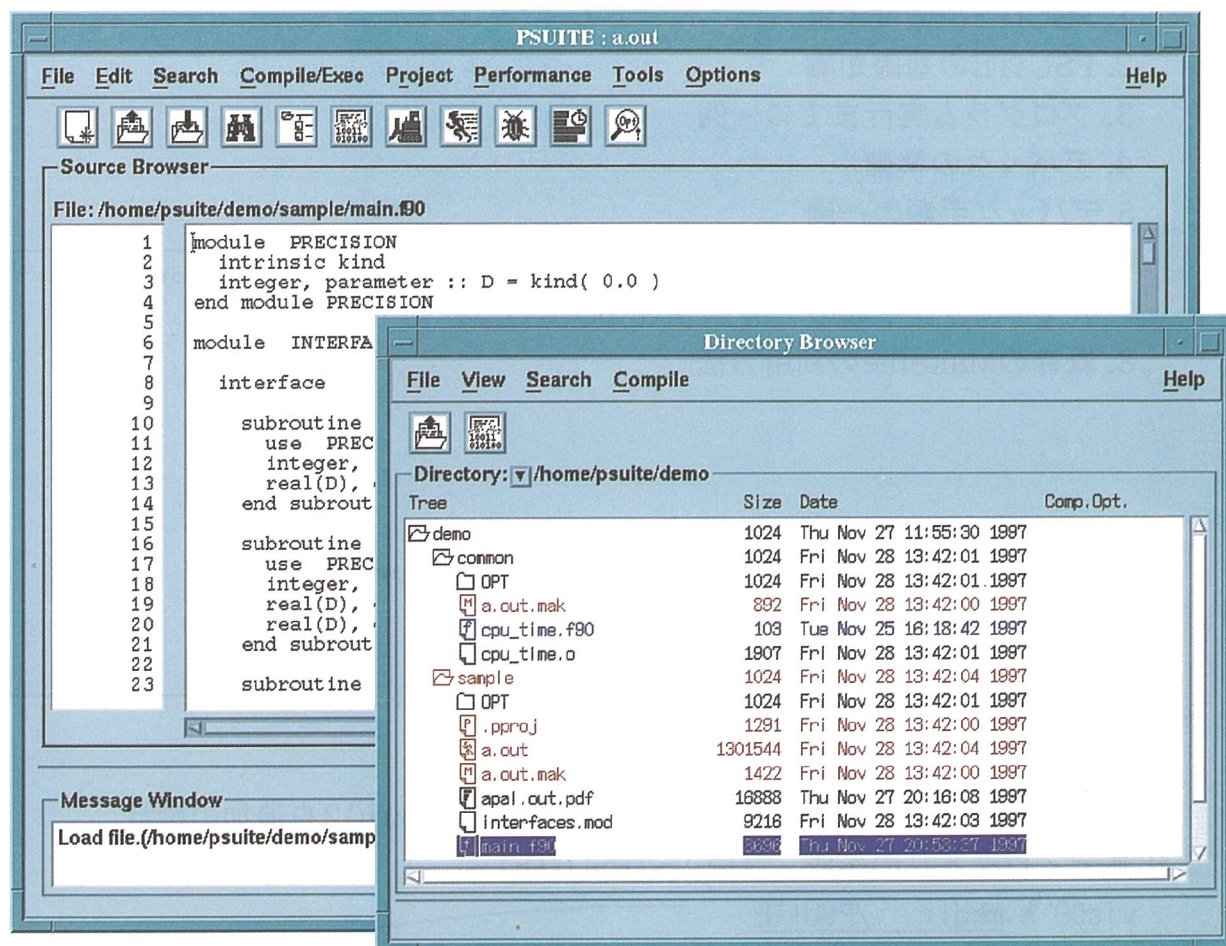 PSUITE : a.out
File Edit Search Compile/Exec Project Performance Tools Options Help
Source Browser
File: /home/psuite/demo/sample/main.f90
1 module PRECISION
2 intrinsic kind
3 integer, parameter :: D = kind( 0.0 )
4 end module PRECISION
5
6 module INTERFA
7
8 interface
9
10 subroutine
11 use PREC
12 integer,
13 real(D),
14 end subrout
15
16 subroutine
17 use PREC
18 integer,
19 real(D),
20 real(D),
21 end subrout
22
23 subroutine
Message Window
Load file.(/home/psuite/demo/samp
Directory Browser
File View Search Compile Help
Directory: /home/psuite/demo
Tree Size Date Comp.Opt.
demo 1024 Thu Nov 27 11:55:30 1997
common 1024 Fri Nov 28 13:42:01 1997
OPT 1024 Fri Nov 28 13:42:01 1997
a.out.mak 892 Fri Nov 28 13:42:00 1997
cpu_time.f90 103 Tue Nov 25 16:18:42 1997
cpu_time.o 1907 Fri Nov 28 13:42:01 1997
sample 1024 Fri Nov 28 13:42:04 1997
OPT 1024 Fri Nov 28 13:42:01 1997
.pproj 1291 Fri Nov 28 13:42:00 1997
a.out 1301544 Fri Nov 28 13:42:04 1997
a.out.mak 1422 Fri Nov 28 13:42:00 1997
apal.out.pdf 16888 Thu Nov 27 20:16:08 1997
interfaces.mod 9216 Fri Nov 28 13:42:03 1997
main.f90 Thu Nov 27 1997